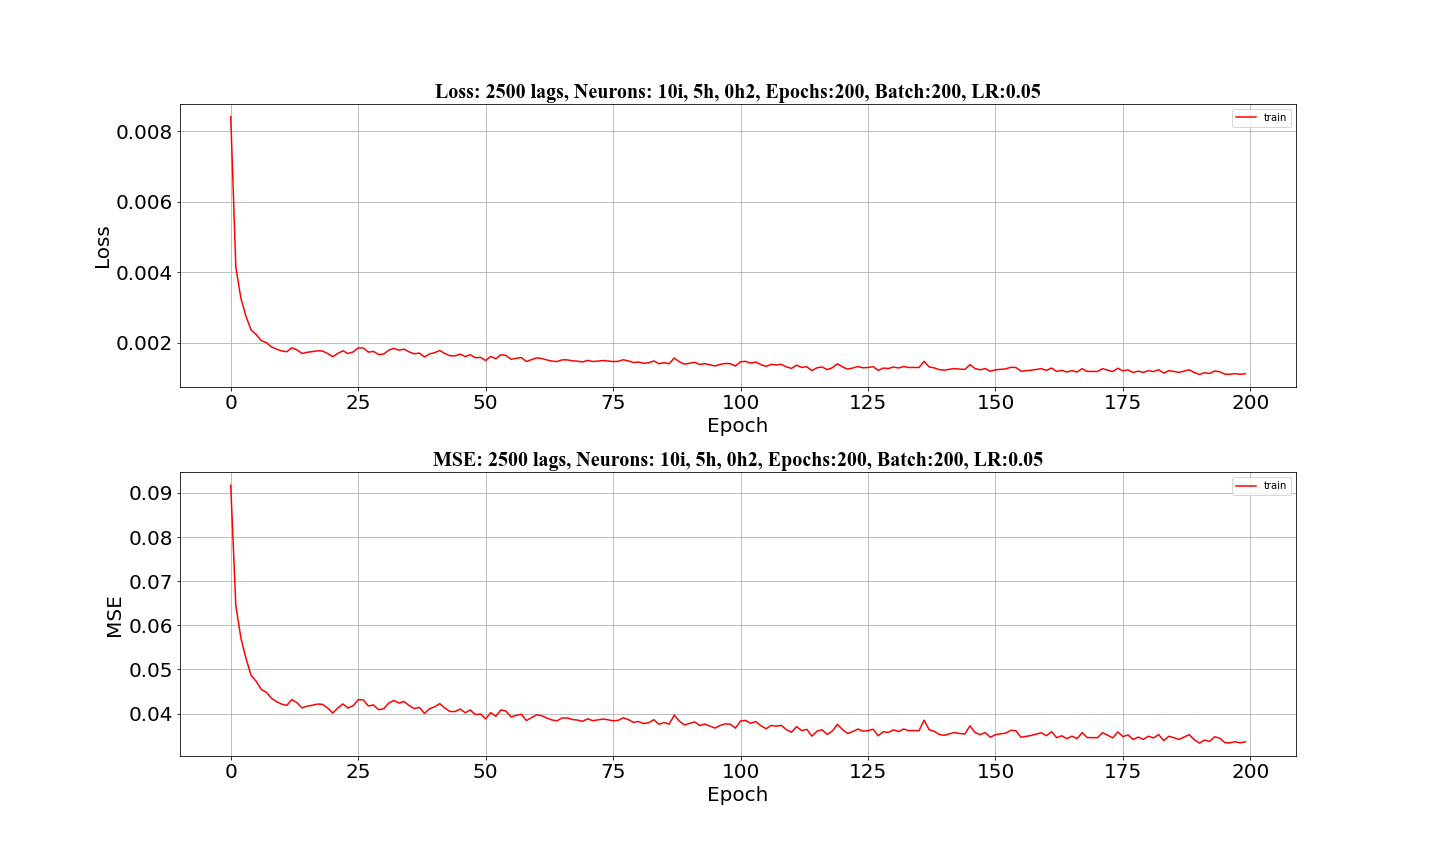 Loss: 2500 lags, Neurons: 10i, 5h, 0h2, Epochs:200, Batch:200, LR:0.05
train
0.008
0.006
0.004
0.002
Loss
0 25 50 75 100 125 150 175 200
Epoch
MSE: 2500 lags, Neurons: 10i, 5h, 0h2, Epochs:200, Batch:200, LR:0.05
train
0.09
0.08
0.07
0.06
0.05
0.04
MSE
0 25 50 75 100 125 150 175 200
Epoch